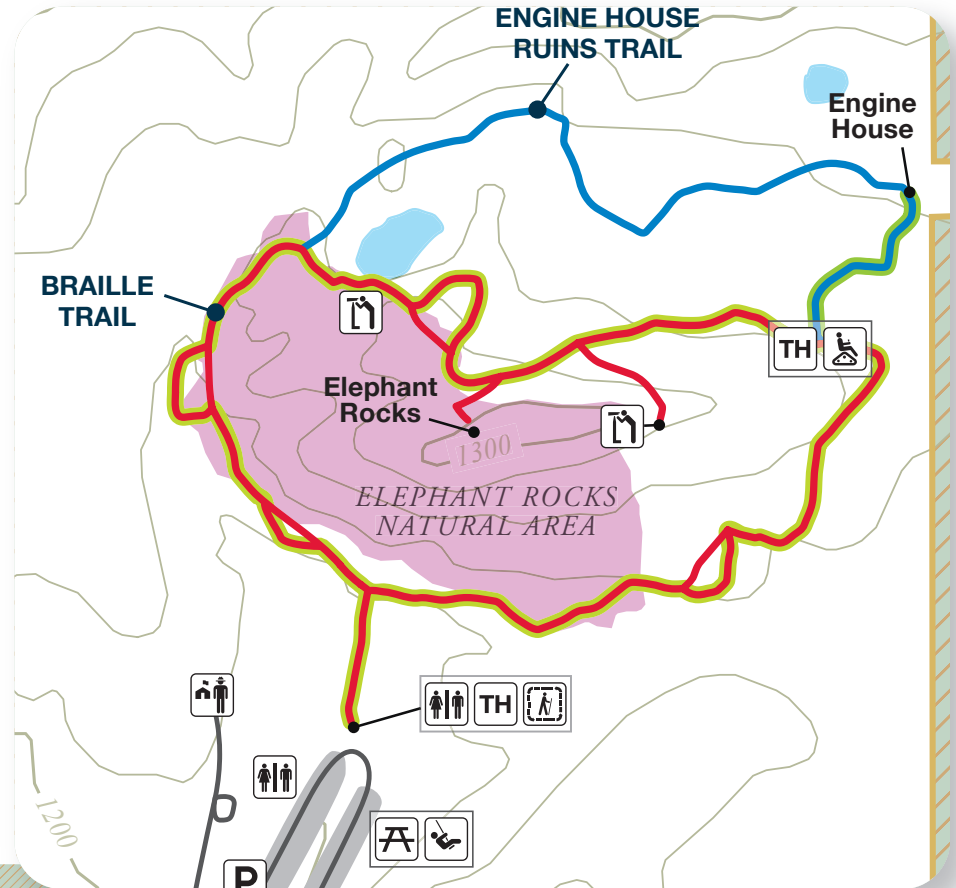 ENGINE HOUSE
RUINS TRAIL
Engine
House
BRAILLE
TRAIL
TH
Elephant
Rocks
1300
ELEPHANT ROCKS
NATURAL AREA
TH
1200
P